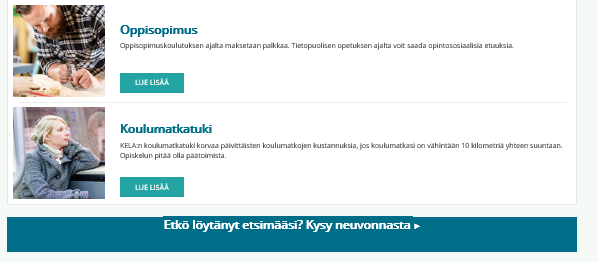 Oppisopimus
Oppisopimuskoulutuksen ajalta maksetaan palkkaa. Tietopuolisen opetuksen ajalta voit saada opintososiaalisia etuuksia.
LUE LISÄÄ
Koulumatkatuki
KELA:n koulumatkatuki korvaa päivittäisten koulumatkojen kustannuksia, jos koulumatkasi on vähintään 10 kilometriä yhteen suuntaan.
Opiskelun pitää olla päätoimista.
LUE LISÄÄ
Etkö löytänyt etsimääsi? Kysy neuvonnasta ▸